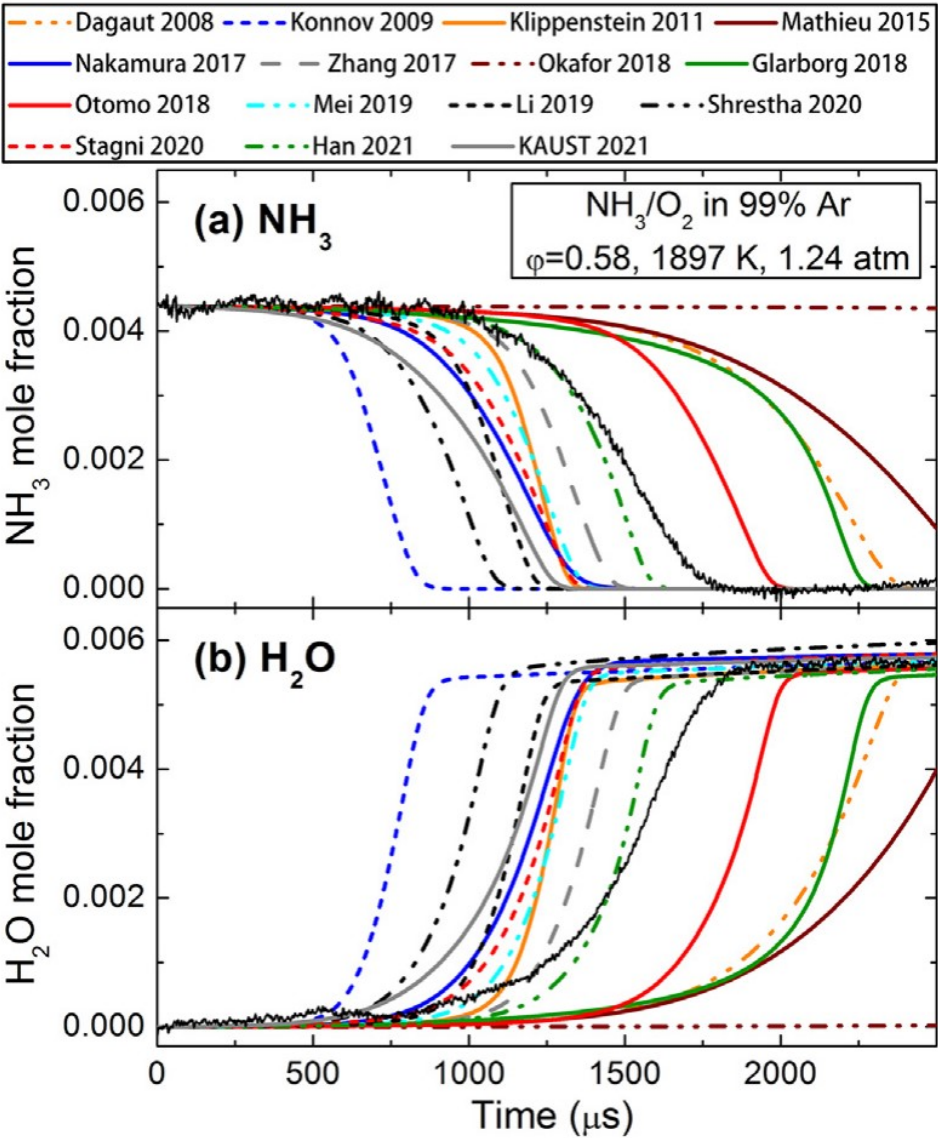 Dagaut 2008 Konnov 2009 Klippenstein 2011 Mathieu 2015
Nakamura 2017 Zhang 2017 Okafor 2018 Glarborg 2018
Otomo 2018 Mei 2019 Li 2019 Shrestha 2020
Stagni 2020 Han 2021 KAUST 2021
(a) NH₃
NH₃/O₂ in 99% Ar
φ=0.58, 1897 K, 1.24 atm
NH₃ mole fraction
0.006
0.004
0.002
0.000
(b) H₂O
H₂O mole fraction
0.006
0.004
0.002
0.000
0 500 1000 1500 2000
Time (μs)